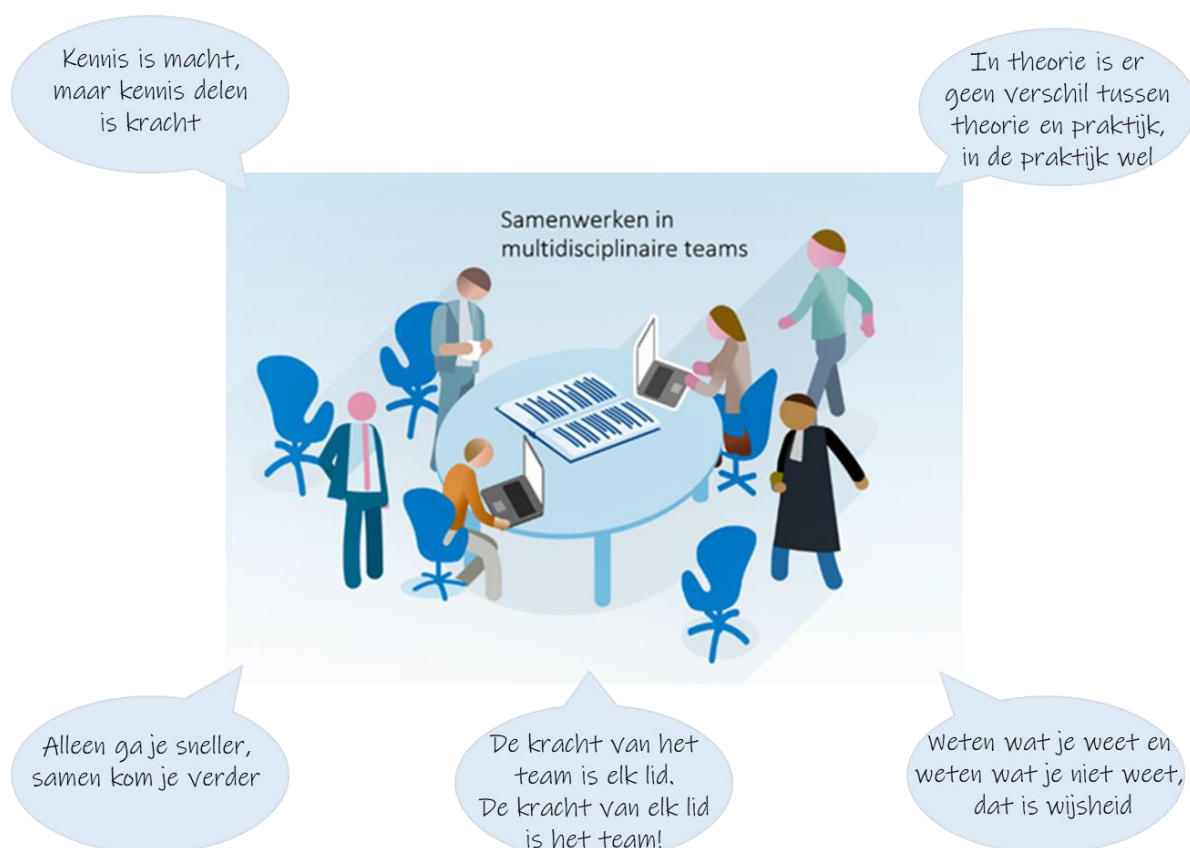 Kennis is macht,
maar kennis delen
is kracht
In theorie is er
geen verschil tussen
theorie en praktijk,
in de praktijk wel
Samenwerken in
multidisciplinaire teams
Alleen ga je sneller,
samen kom je verder
De kracht van het
team is elk lid.
De kracht van elk lid
is het team!
Weten wat je weet en
weten wat je niet weet,
dat is wijsheid